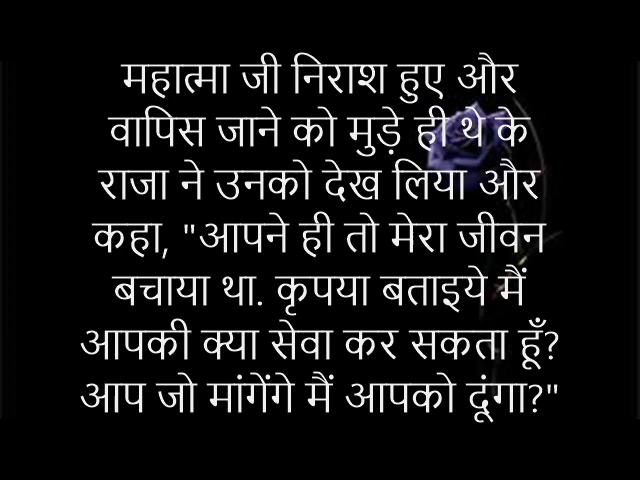 महात्मा जी निराश हुए और
वापिस जाने को मुड़े ही थे के
राजा ने उनको देख लिया और
कहा, "आपने ही तो मेरा जीवन
बचाया था. कृपया बताइये मैं
आपकी क्या सेवा कर सकता हूँ?
आप जो मांगेंगे मैं आपको दूंगा?"